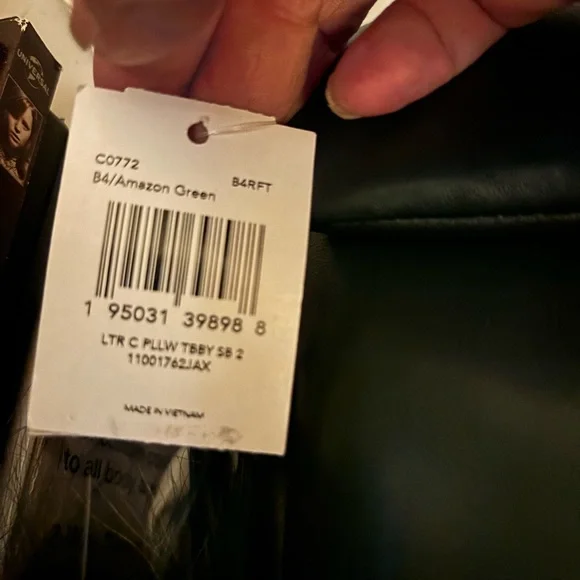 UNIVERSAL
C0772
B4/Amazon Green B4RFT
1 95031 39898 8
LTR C PLLW TBBY SB 2
11001762JAX
MADE IN VIETNAM
to all